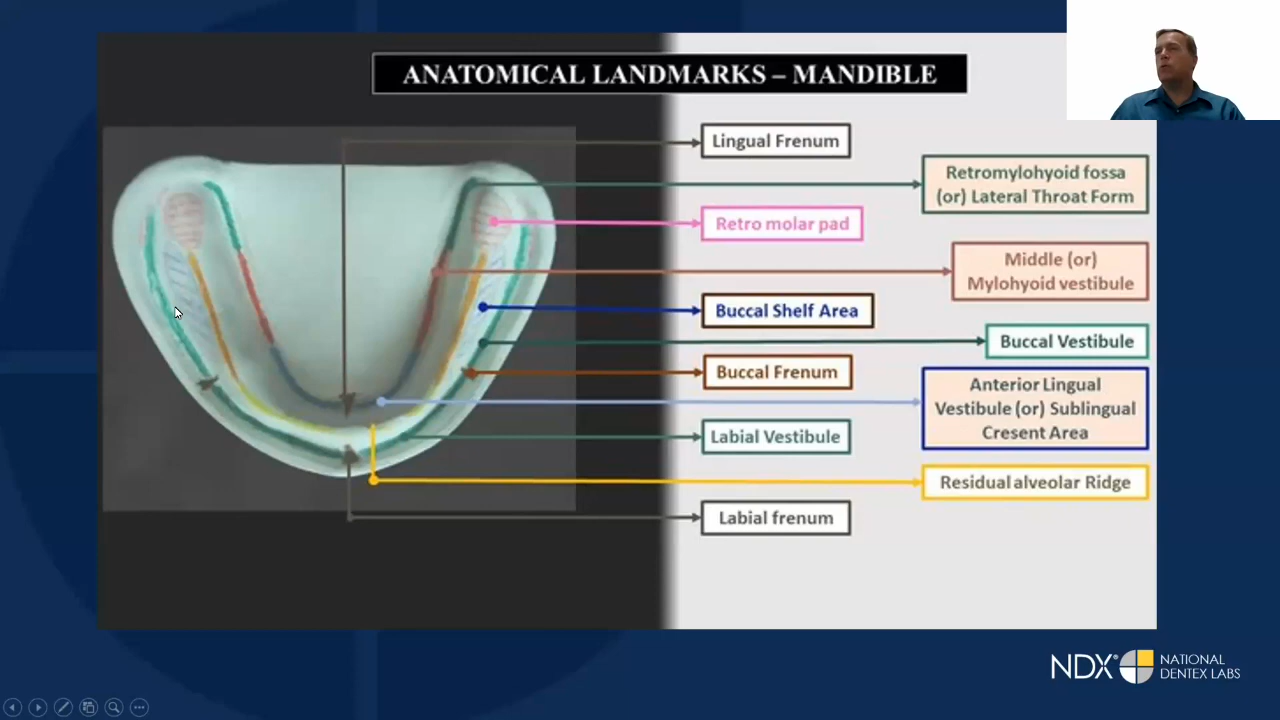 ANATOMICAL LANDMARKS – MANDIBLE
Lingual Frenum
Retromylohyoid fossa
(or) Lateral Throat Form
Retro molar pad
Middle (or)
Mylohyoid vestibule
Buccal Shelf Area
Buccal Vestibule
Buccal Frenum
Anterior Lingual
Vestibule (or) Sublingual
Cresent Area
Labial Vestibule
Residual alveolar Ridge
Labial frenum
NDX®
NATIONAL
DENTEX LABS